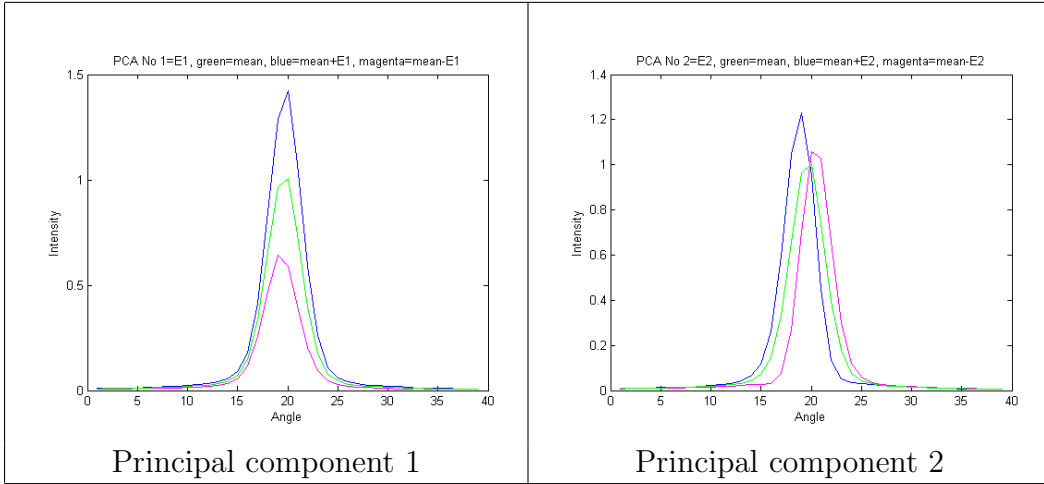 PCA No 1=E1, green=mean, blue=mean+E1, magenta=mean-E1
1.5
1
0.5
0
Intensity
0 5 10 15 20 25 30 35 40
Angle
Principal component 1
PCA No 2=E2, green=mean, blue=mean+E2, magenta=mean-E2
1.4
1.2
1
0.8
0.6
0.4
0.2
0
Intensity
0 5 10 15 20 25 30 35 40
Angle
Principal component 2